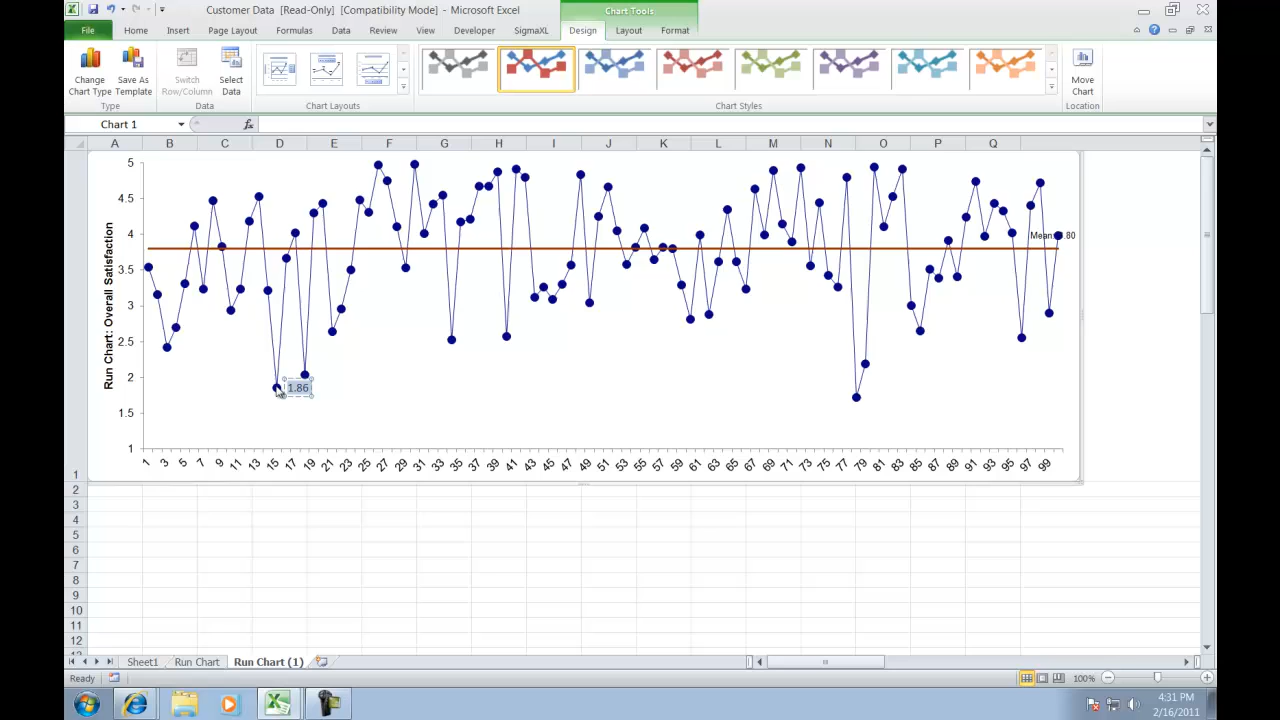 Customer Data [Read-Only] [Compatibility Mode] - Microsoft Excel
Chart Tools
File Home Insert Page Layout Formulas Data Review View Developer SigmaXL Design Layout Format
Change Chart Type
Save As Template
Switch Row/Column
Select Data
Move Chart
Type Data Chart Layouts Chart Styles Location
Chart 1 fx
A B C D E F G H I J K L M N O P Q
5
4.5
4
3.5
3
2.5
2
1.5
1
Run Chart: Overall Satisfaction
1.86
1 3 5 7 9 11 13 15 17 19 21 23 25 27 29 31 33 35 37 39 41 43 45 47 49 51 53 55 57 59 61 63 65 67 69 71 73 75 77 79 81 83 85 87 89 91 93 95 97 99
1
2
3
4
5
6
7
8
9
10
11
12
Sheet1 Run Chart Run Chart (1)
Ready 100%
4:31 PM
2/16/2011